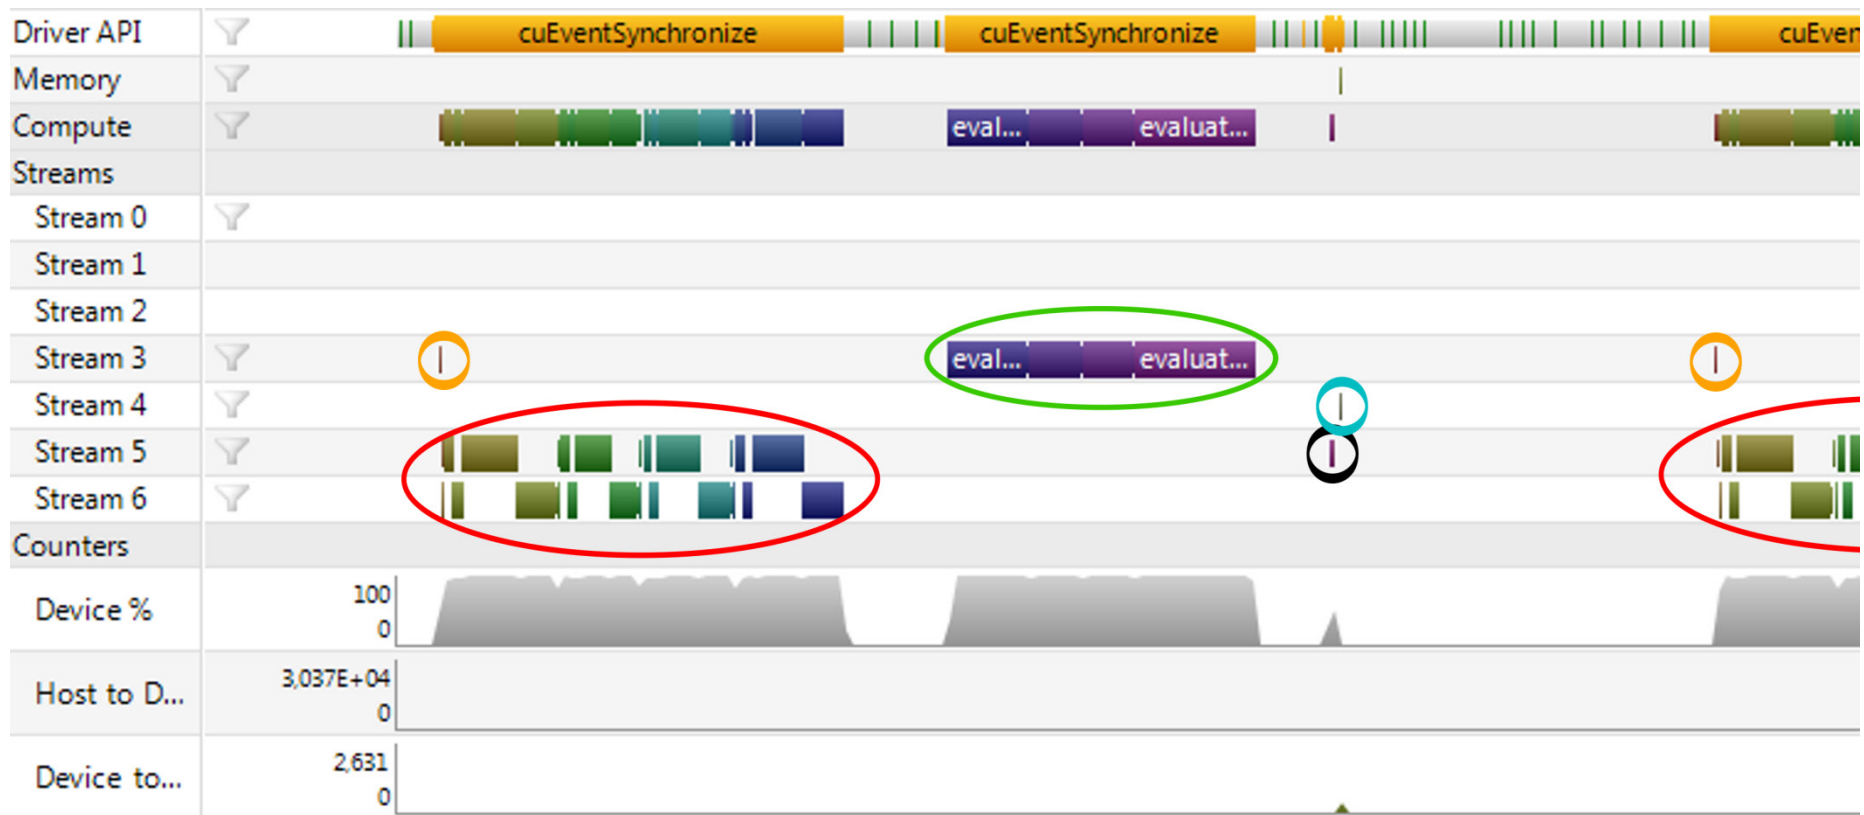 Driver API cuEventSynchronize cuEventSynchronize cuEven
Memory
Compute eval... evaluat...
Streams
Stream 0
Stream 1
Stream 2
Stream 3 eval... evaluat...
Stream 4
Stream 5
Stream 6
Counters
Device % 100
0
Host to D... 3,037E+04
0
Device to... 2,631
0